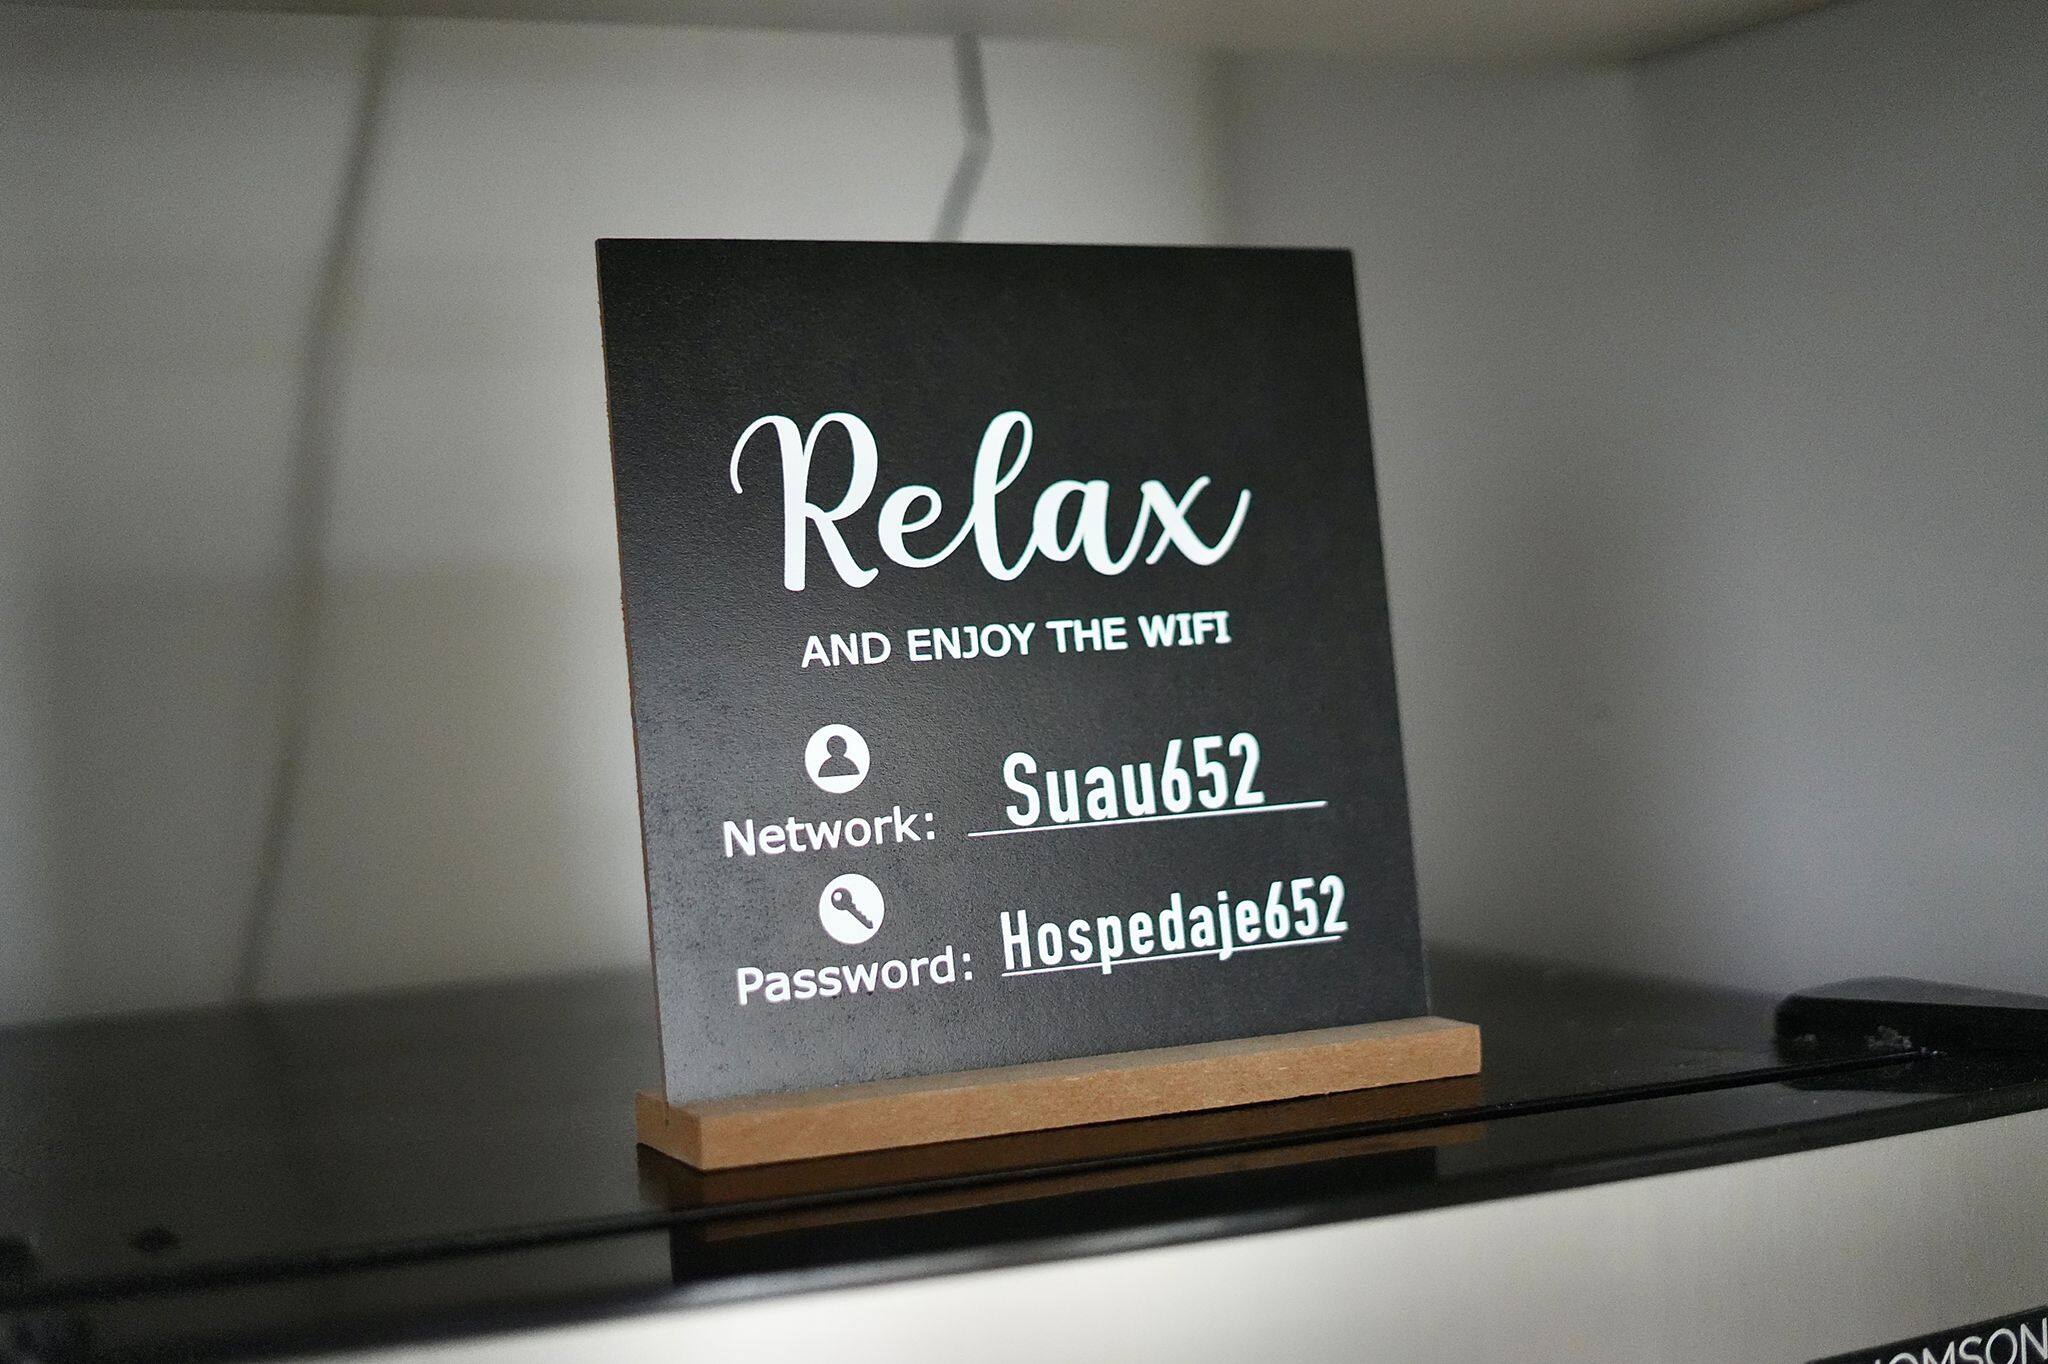 Relax
AND ENJOY THE WIFI
Network: Suau652
Password: Hospedaje652